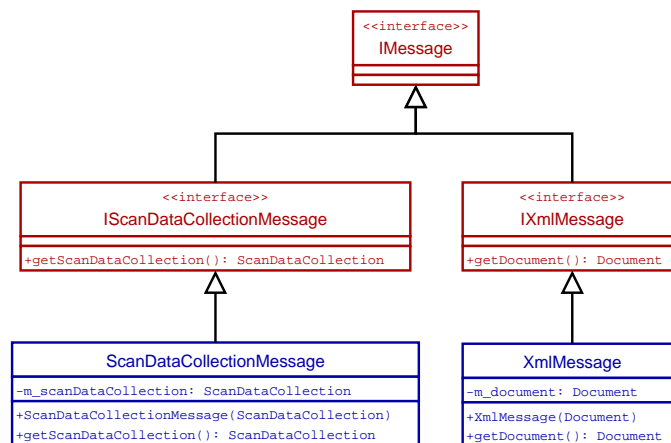 <<interface>>
IMessage
<<interface>>
IScanDataCollectionMessage
+getScanDataCollection(): ScanDataCollection
<<interface>>
IXmlMessage
+getDocument(): Document
ScanDataCollectionMessage
-m_scanDataCollection: ScanDataCollection
+ScanDataCollectionMessage(ScanDataCollection)
+getScanDataCollection(): ScanDataCollection
XmlMessage
-m_document: Document
+XmlMessage(Document)
+getDocument(): Document